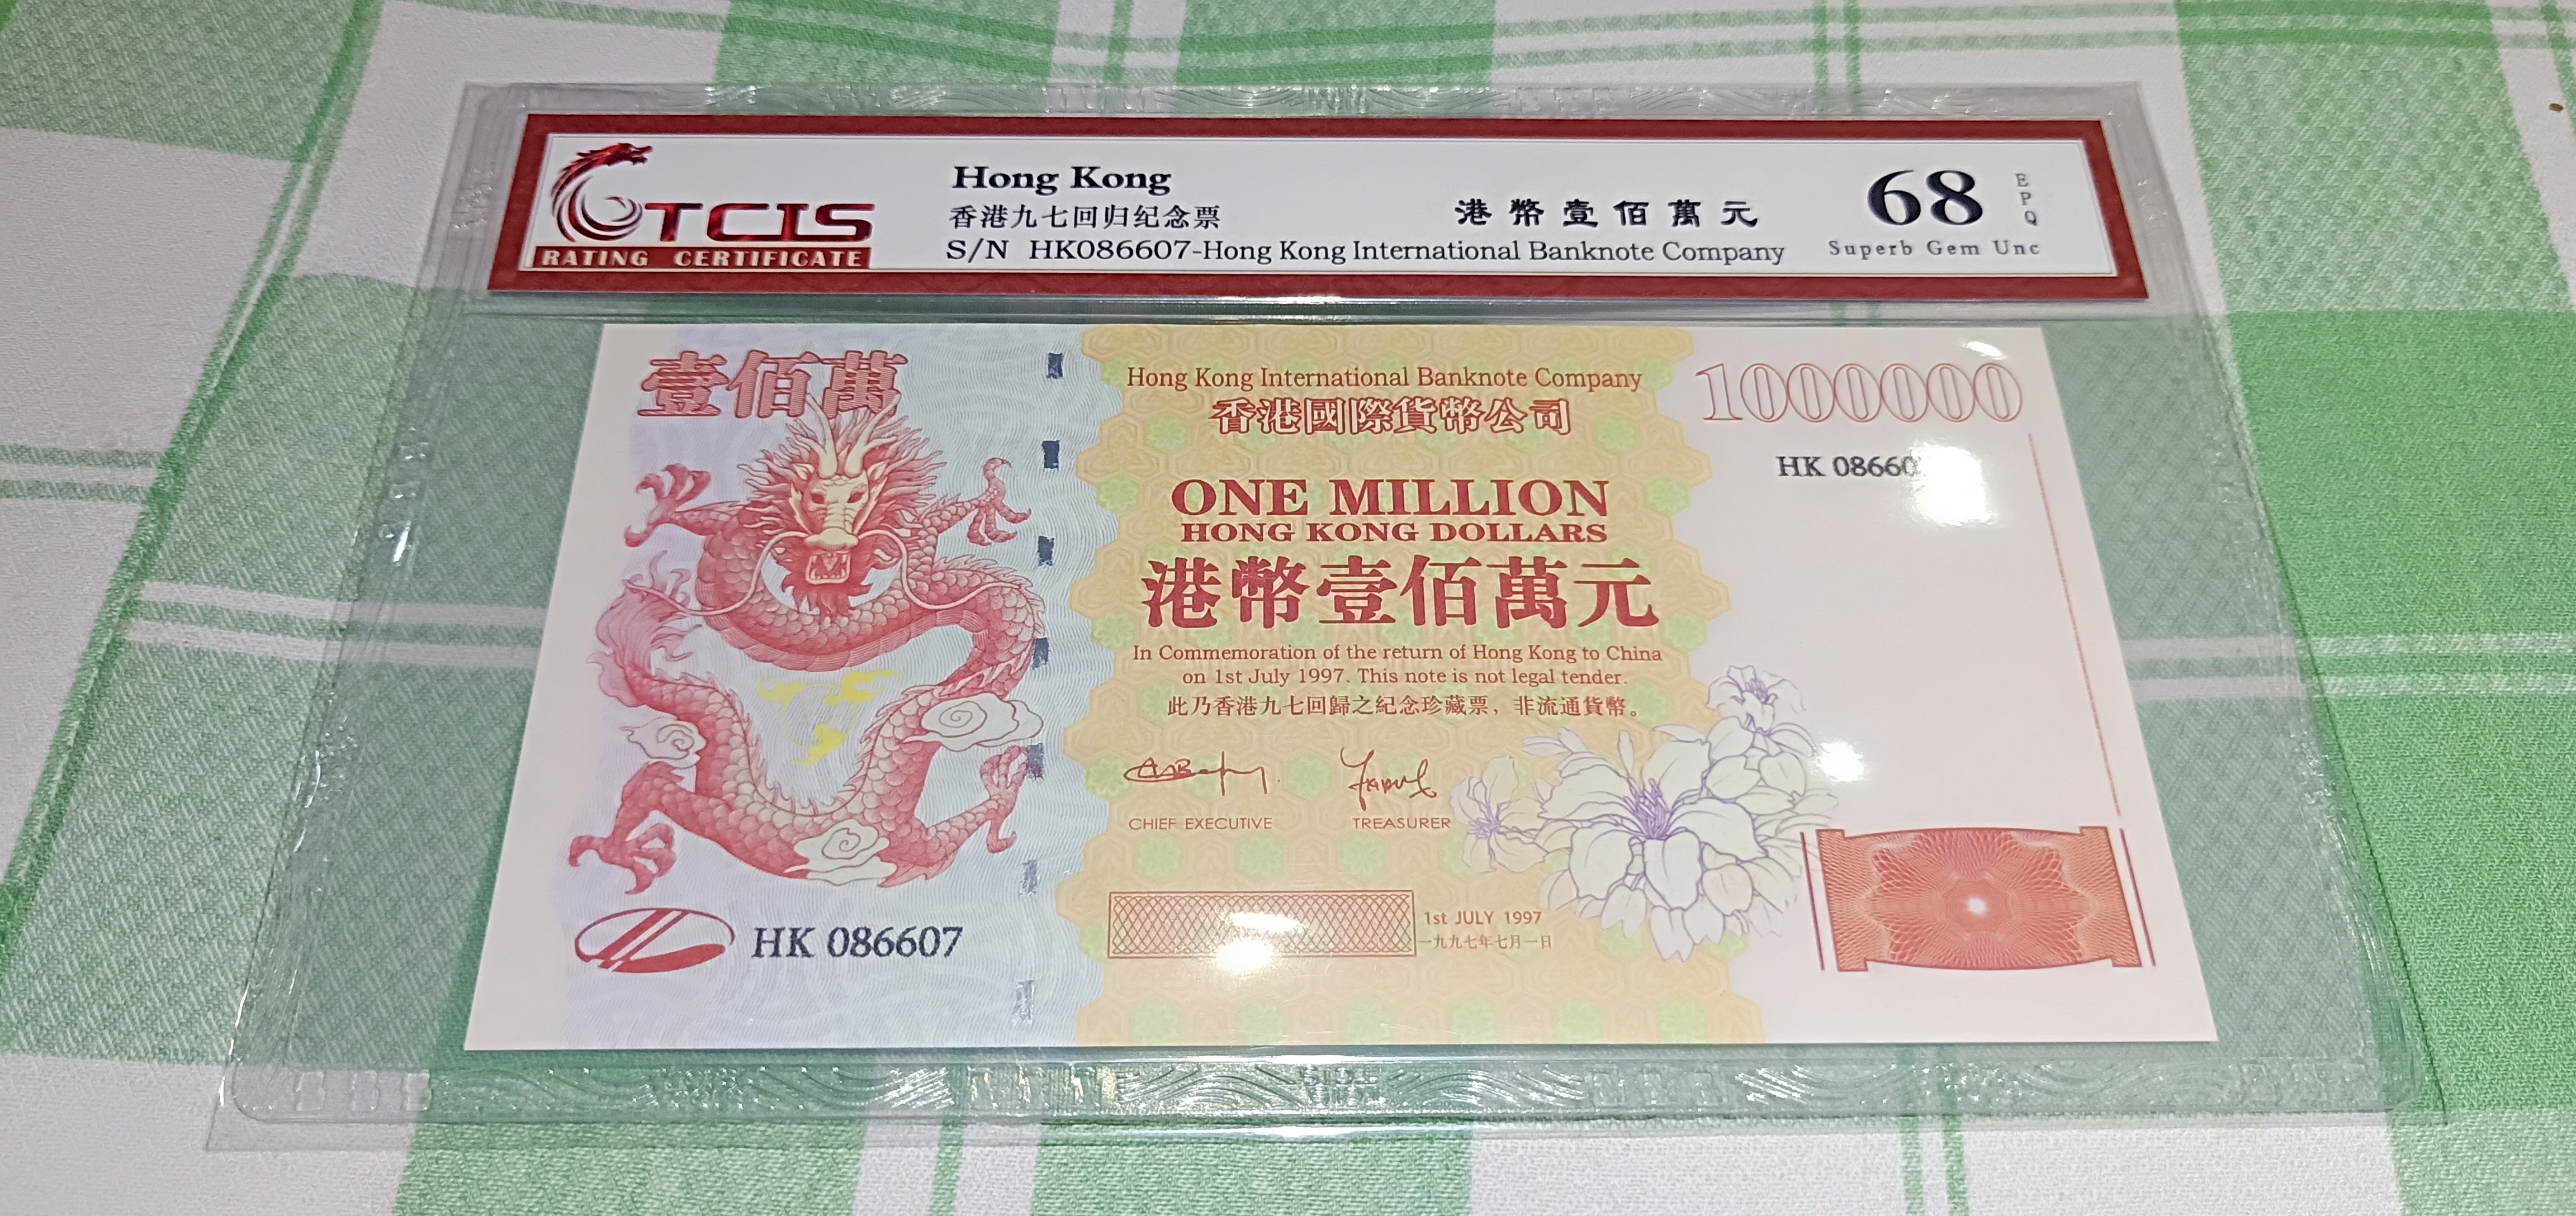 TCIS
RATING CERTIFICATE
Hong Kong
香港九七回归纪念票
港幣壹佰萬元
S/N HK086607-Hong Kong International Banknote Company
68
EPQ
Superb Gem Unc
壹佰萬
Hong Kong International Banknote Company
香港國際貨幣公司
1000000
HK 08660
ONE MILLION
HONG KONG DOLLARS
港幣壹佰萬元
In Commemoration of the return of Hong Kong to China
on 1st July 1997. This note is not legal tender.
此乃香港九七回歸之紀念珍藏票，非流通貨幣。
CHIEF EXECUTIVE
TREASURER
HK 086607
1st JULY 1997
一九九七年七月一日